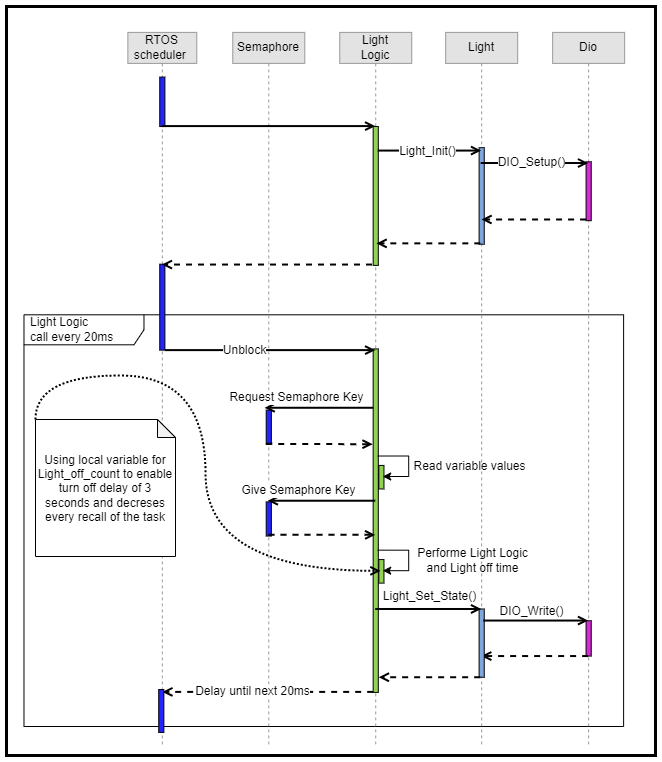 RTOS
scheduler
Semaphore
Light
Logic
Light
Dio
Light_Init()
DIO_Setup()
Light Logic
call every 20ms
Unblock
Request Semaphore Key
Using local variable for
Light_off_count to enable
turn off delay of 3
seconds and decreses
every recall of the task
Read variable values
Give Semaphore Key
Performe Light Logic
and Light off time
Light_Set_State()
DIO_Write()
Delay until next 20ms